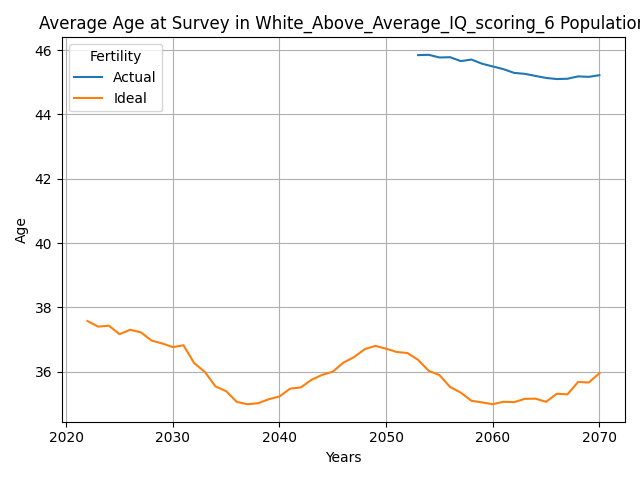 Average Age at Survey in White_Above_Average_IQ_scoring_6 Population
Fertility
Actual
Ideal
46
44
42
40
38
36
Age
2020 2030 2040 2050 2060 2070
Years